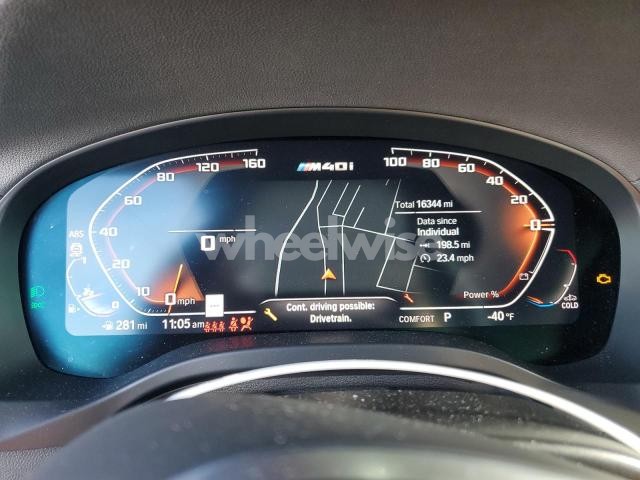 80 120 160
60
40
20
10
0
ABS
0 mph
0 mph
M40i
100 80 60 40
20
0
Total 16344 mi
Data since
Individual
198.5 mi
23.4 mph
Power %
COLD
Cont. driving possible:
Drivetrain.
281 mi
11:05 am
COMFORT P -40 °F
wheelwis